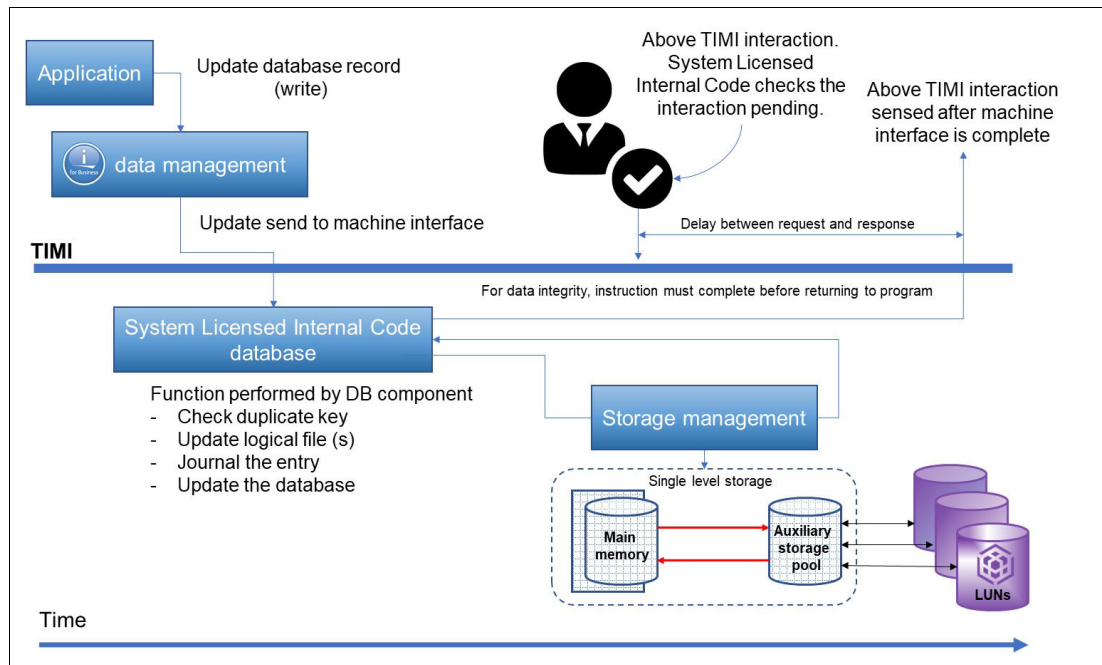 Application
Update database record
(write)
i
for Business
data management
Update send to machine interface
Above TIMI interaction.
System Licensed
Internal Code checks the
interaction pending.
Above TIMI interaction
sensed after machine
interface is complete
Delay between request and response
TIMI
For data integrity, instruction must complete before returning to program
System Licensed Internal Code
database
Function performed by DB component
- Check duplicate key
- Update logical file (s)
- Journal the entry
- Update the database
Storage management
Single level storage
Main
memory
Auxiliary
storage
pool
LUNs
Time